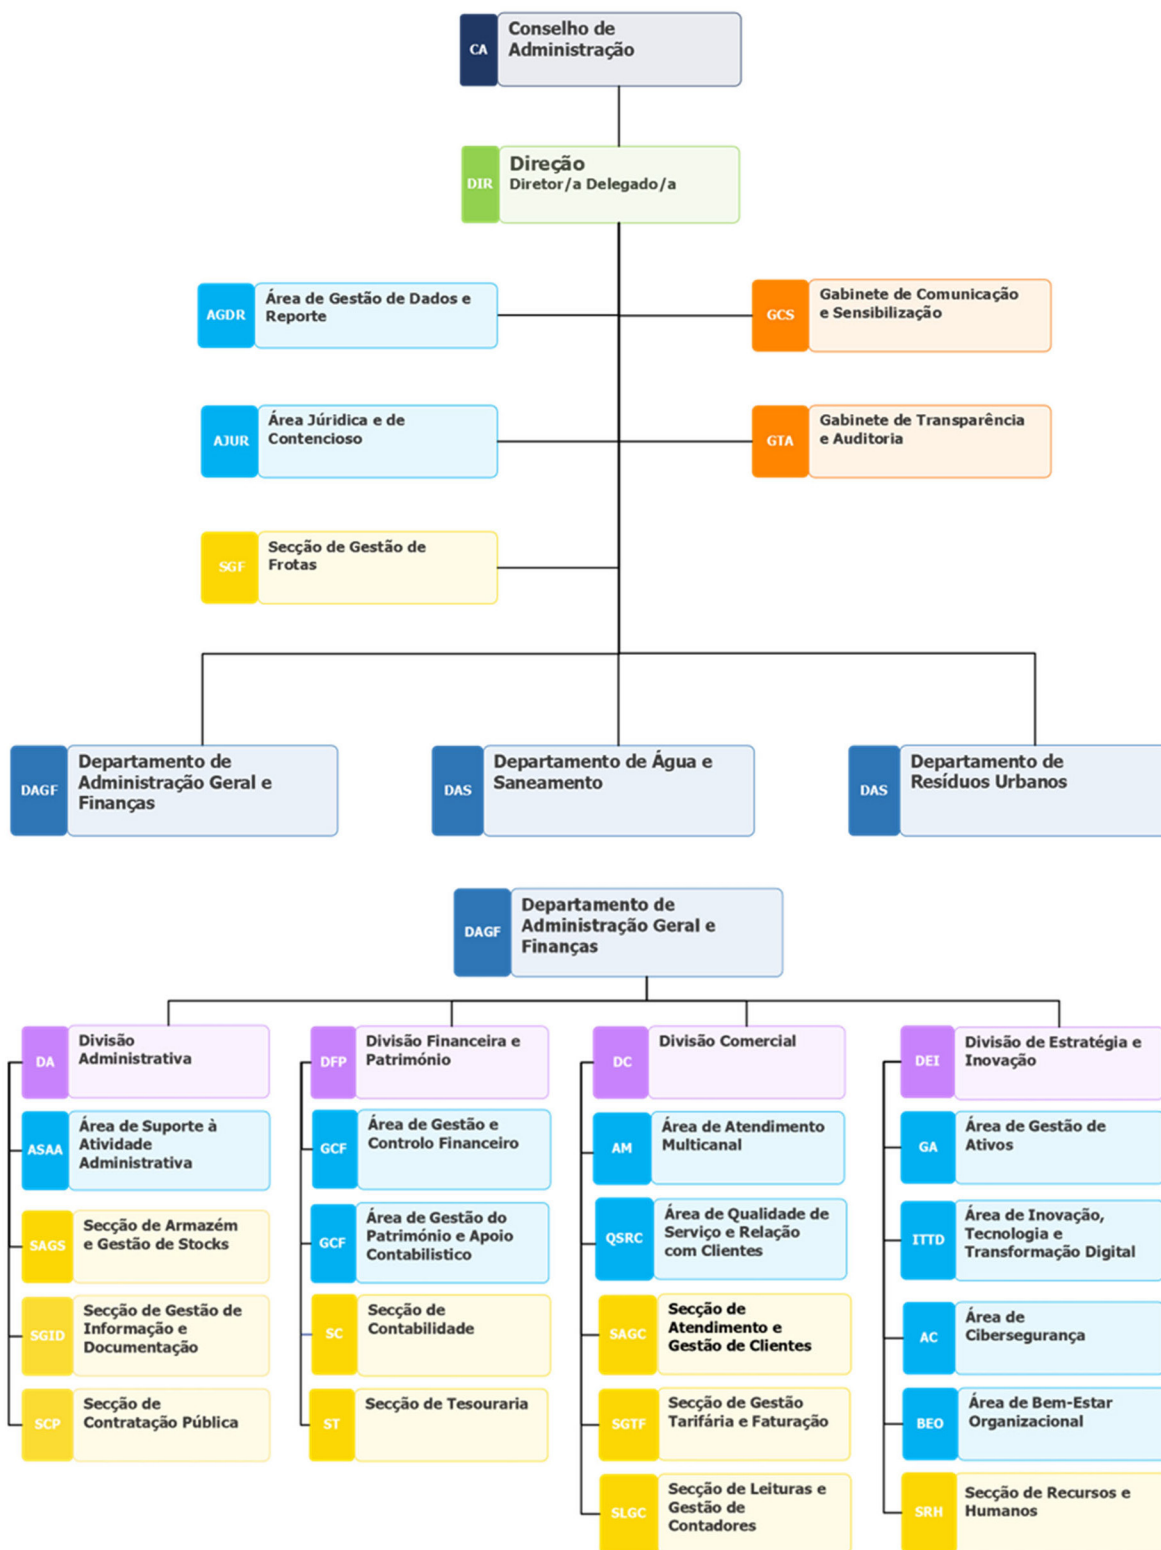 CA
Conselho de
Administração
DIR
Direção
Diretor/a Delegado/a
AGDR
Área de Gestão de Dados e
Reporte
GCS
Gabinete de Comunicação
e Sensibilização
AJUR
Área Júridica e de
Contencioso
GTA
Gabinete de Transparência
e Auditoria
SGF
Secção de Gestão de
Frotas
DAGF
Departamento de
Administração Geral e
Finanças
DAS
Departamento de Água e
Saneamento
DAS
Departamento de
Resíduos Urbanos
DAGF
Departamento de
Administração Geral e
Finanças
DA
Divisão
Administrativa
ASAA
Área de Suporte à
Atividade
Administrativa
SAGS
Secção de Armazém
e Gestão de Stocks
SGID
Secção de Gestão de
Informação e
Documentação
SCP
Secção de
Contratação Pública
DFP
Divisão Financeira e
Património
GCF
Área de Gestão e
Controlo Financeiro
GCF
Área de Gestão do
Património e Apoio
Contabilistico
SC
Secção de
Contabilidade
ST
Secção de Tesouraria
DC
Divisão Comercial
AM
Área de Atendimento
Multicanal
QSRC
Área de Qualidade de
Serviço e Relação
com Clientes
SAGC
Secção de
Atendimento e
Gestão de Clientes
SGTF
Secção de Gestão
Tarifária e Faturação
SLGC
Secção de Leituras e
Gestão de
Contadores
DEI
Divisão de Estratégia e
Inovação
GA
Área de Gestão de
Ativos
ITTD
Área de Inovação,
Tecnologia e
Transformação Digital
AC
Área de
Cibersegurança
BEO
Área de Bem-Estar
Organizacional
SRH
Secção de Recursos e
Humanos